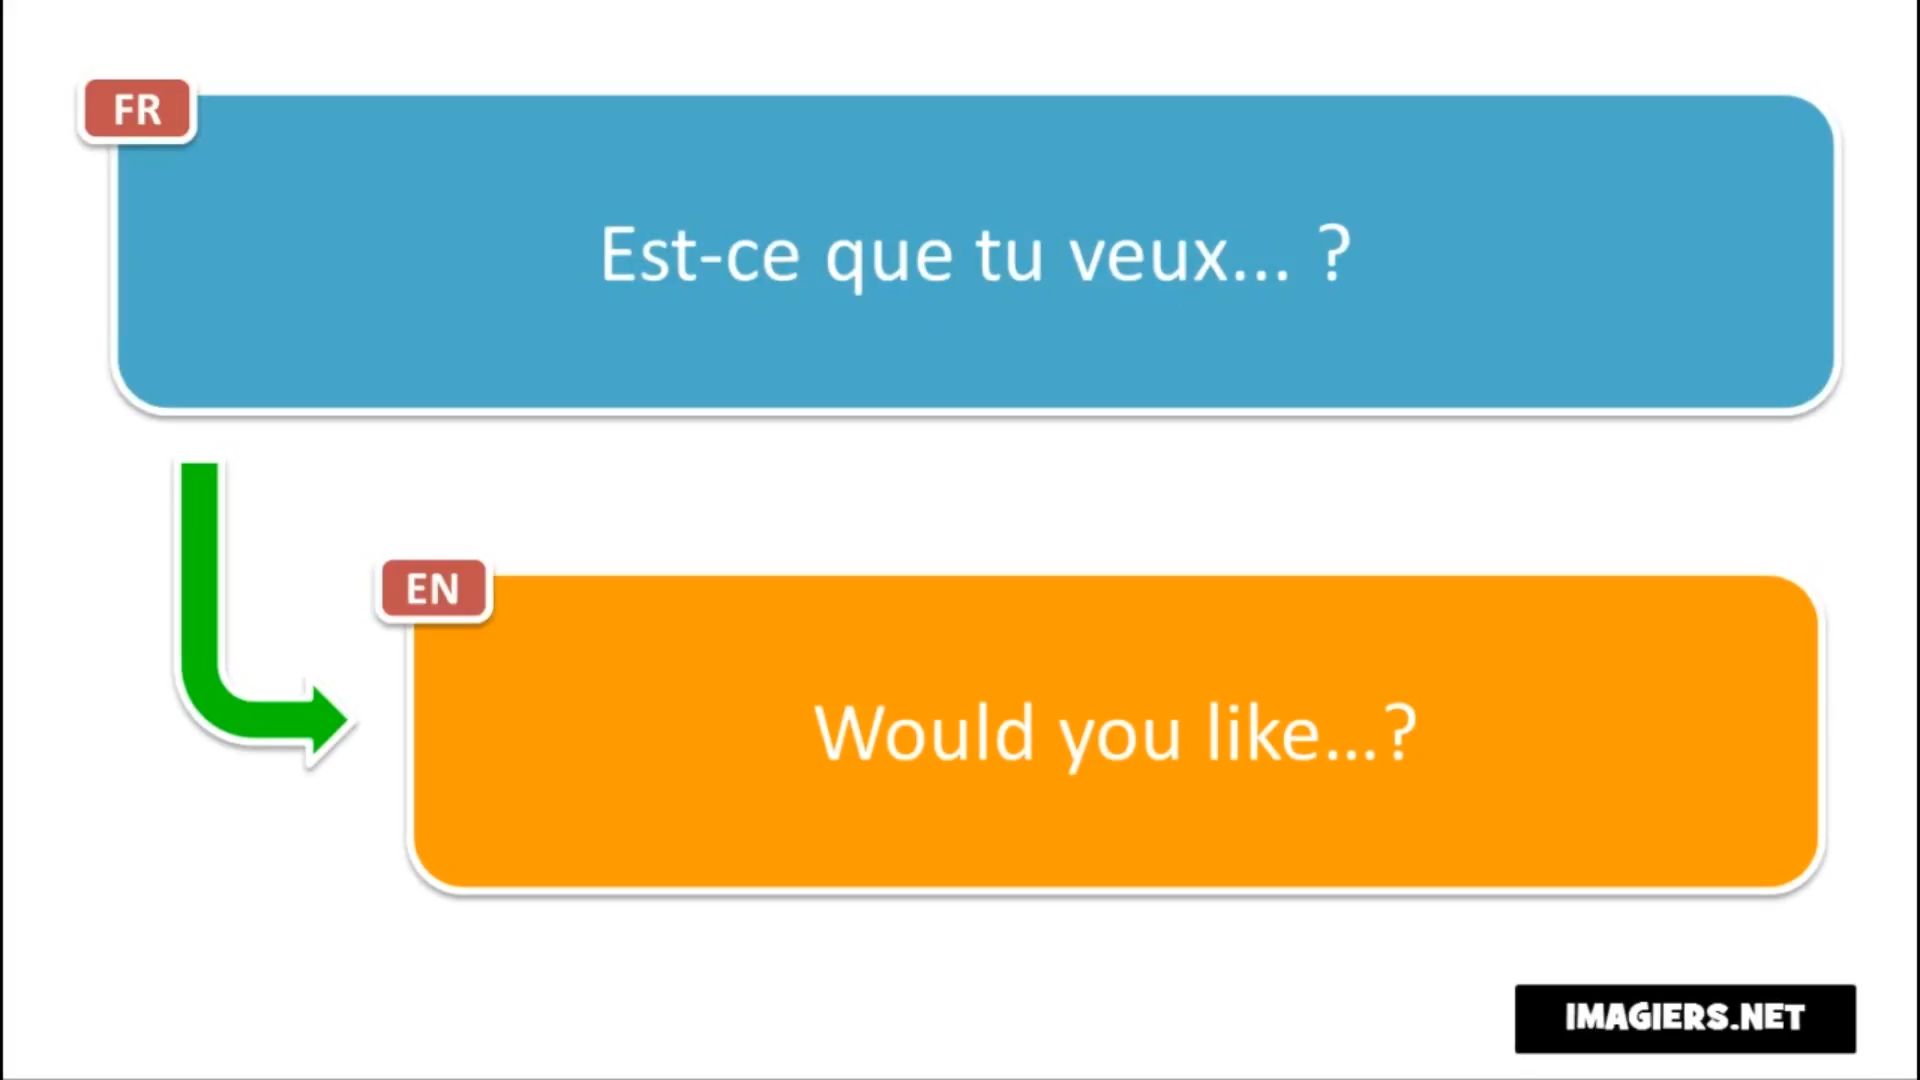 FR
Est-ce que tu veux... ?
EN
Would you like...?
IMAGIERS.NET